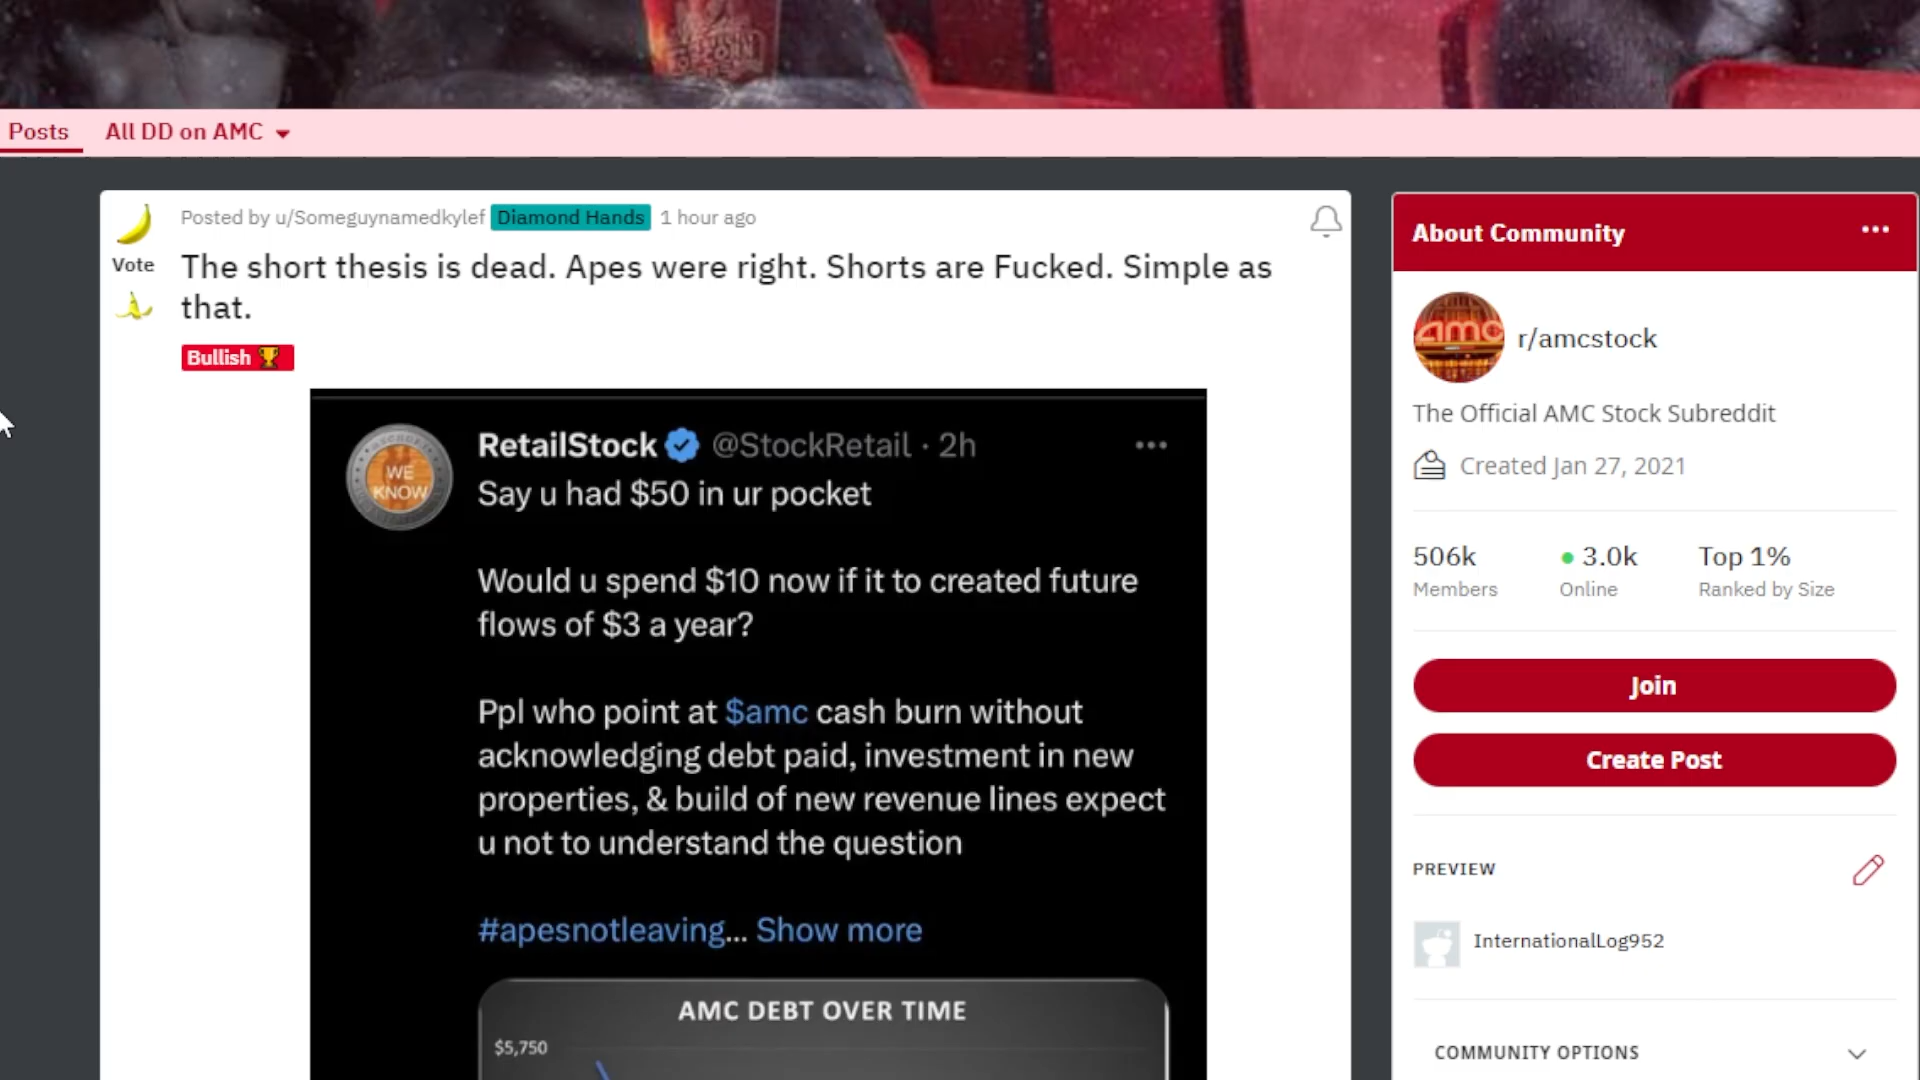 Posts
All DD on AMC
Posted by u/Someguynamedkylef Diamond Hands 1 hour ago
Vote
The short thesis is dead. Apes were right. Shorts are Fucked. Simple as
that.
Bullish
RetailStock @StockRetail · 2h
WE
KNOW
Say u had $50 in ur pocket
Would u spend $10 now if it to created future
flows of $3 a year?
Ppl who point at $amc cash burn without
acknowledging debt paid, investment in new
properties, & build of new revenue lines expect
u not to understand the question
#apesnotleaving... Show more
AMC DEBT OVER TIME
$5,750
About Community
amc
r/amcstock
The Official AMC Stock Subreddit
Created Jan 27, 2021
506k
Members
3.0k
Online
Top 1%
Ranked by Size
Join
Create Post
PREVIEW
InternationalLog952
COMMUNITY OPTIONS